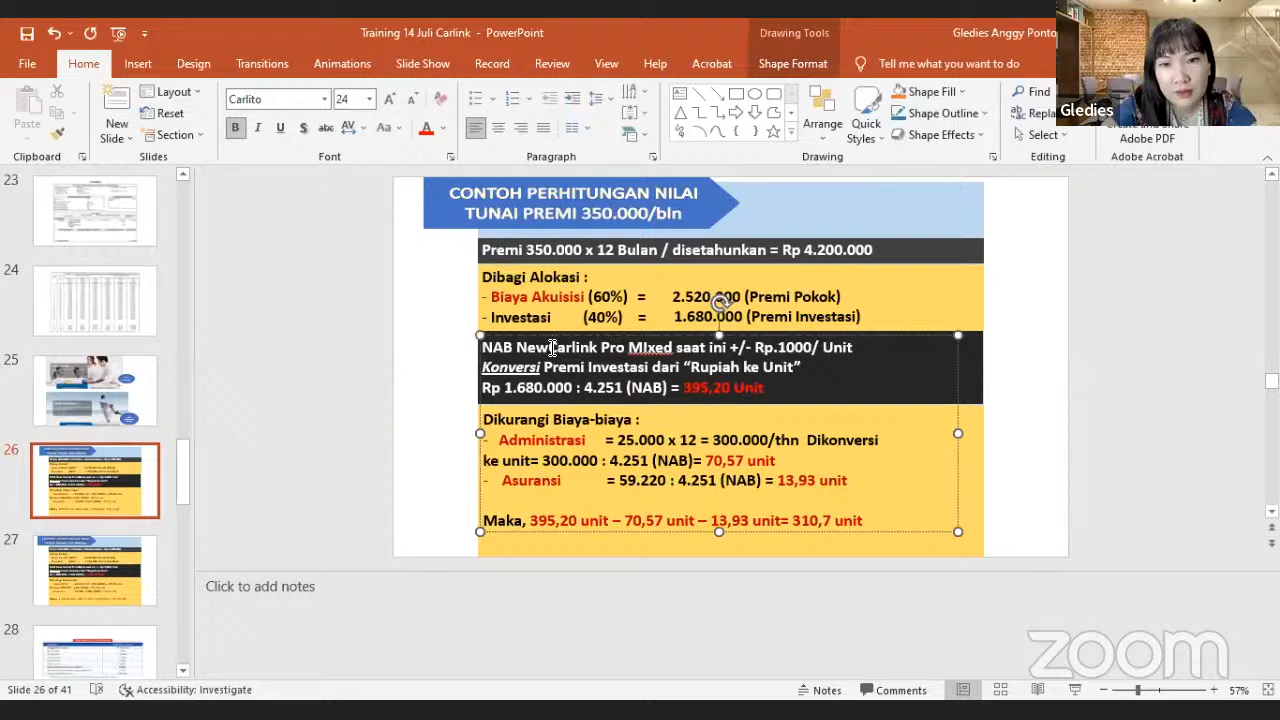 Training 14 Juli Carlink - PowerPoint
Drawing Tools
Gledies Anggy Ponto
File
Home
Insert
Design
Transitions
Animations
Slide Show
Record
Review
View
Help
Acrobat
Shape Format
Tell me what you want to do
Gledies
Paste
Clipboard
New
Slide
Layout
Reset
Section
Slides
Carlito
24
Font
Paragraph
Arrange
Quick
Styles
Shape Fill
Shape Outline
Shape Effects
Drawing
Find
Repla
Select
Editing
Create and Share
Adobe PDF
Adobe Acrobat
23
24
25
26
27
28
CONTOH PERHITUNGAN NILAI
TUNAI PREMI 350.000/bln
Premi 350.000 x 12 Bulan / disetahunkan = Rp 4.200.000
Dibagi Alokasi :
- Biaya Akuisisi (60%) = 2.520.000 (Premi Pokok)
- Investasi (40%) = 1.680.000 (Premi Investasi)
NAB New Carlink Pro MIxed saat ini +/- Rp.1000/ Unit
Konversi Premi Investasi dari “Rupiah ke Unit”
Rp 1.680.000 : 4.251 (NAB) = 395,20 Unit
Dikurangi Biaya-biaya :
- Administrasi = 25.000 x 12 = 300.000/thn Dikonversi
ke unit= 300.000 : 4.251 (NAB)= 70,57 unit
- Asuransi = 59.220 : 4.251 (NAB) = 13,93 unit
Maka, 395,20 unit – 70,57 unit – 13,93 unit= 310,7 unit
Click to add notes
zoom
Slide 26 of 41
Accessibility: Investigate
Notes
Comments
57%